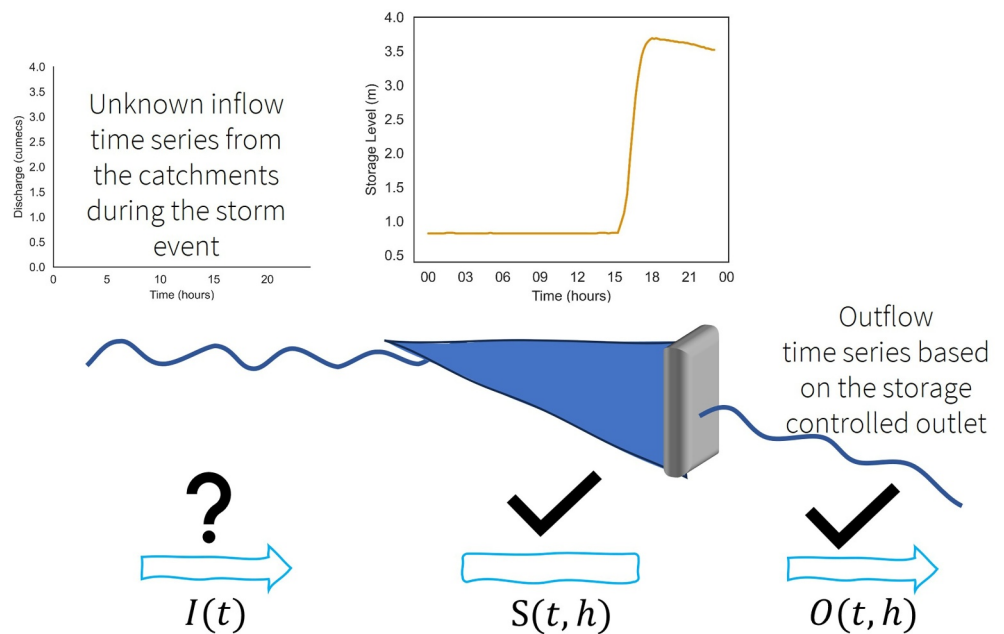 4.0
3.5
3.0
2.5
2.0
1.5
1.0
0.5
0.0
Discharge (cumecs)
0 5 10 15 20
Time (hours)
Unknown inflow
time series from
the catchments
during the storm
event
4.0
3.5
3.0
2.5
2.0
1.5
1.0
0.5
Storage Level (m)
00 03 06 09 12 15 18 21 00
Time (hours)
Outflow
time series based
on the storage
controlled outlet
?
I(t)
S(t, h)
O(t, h)